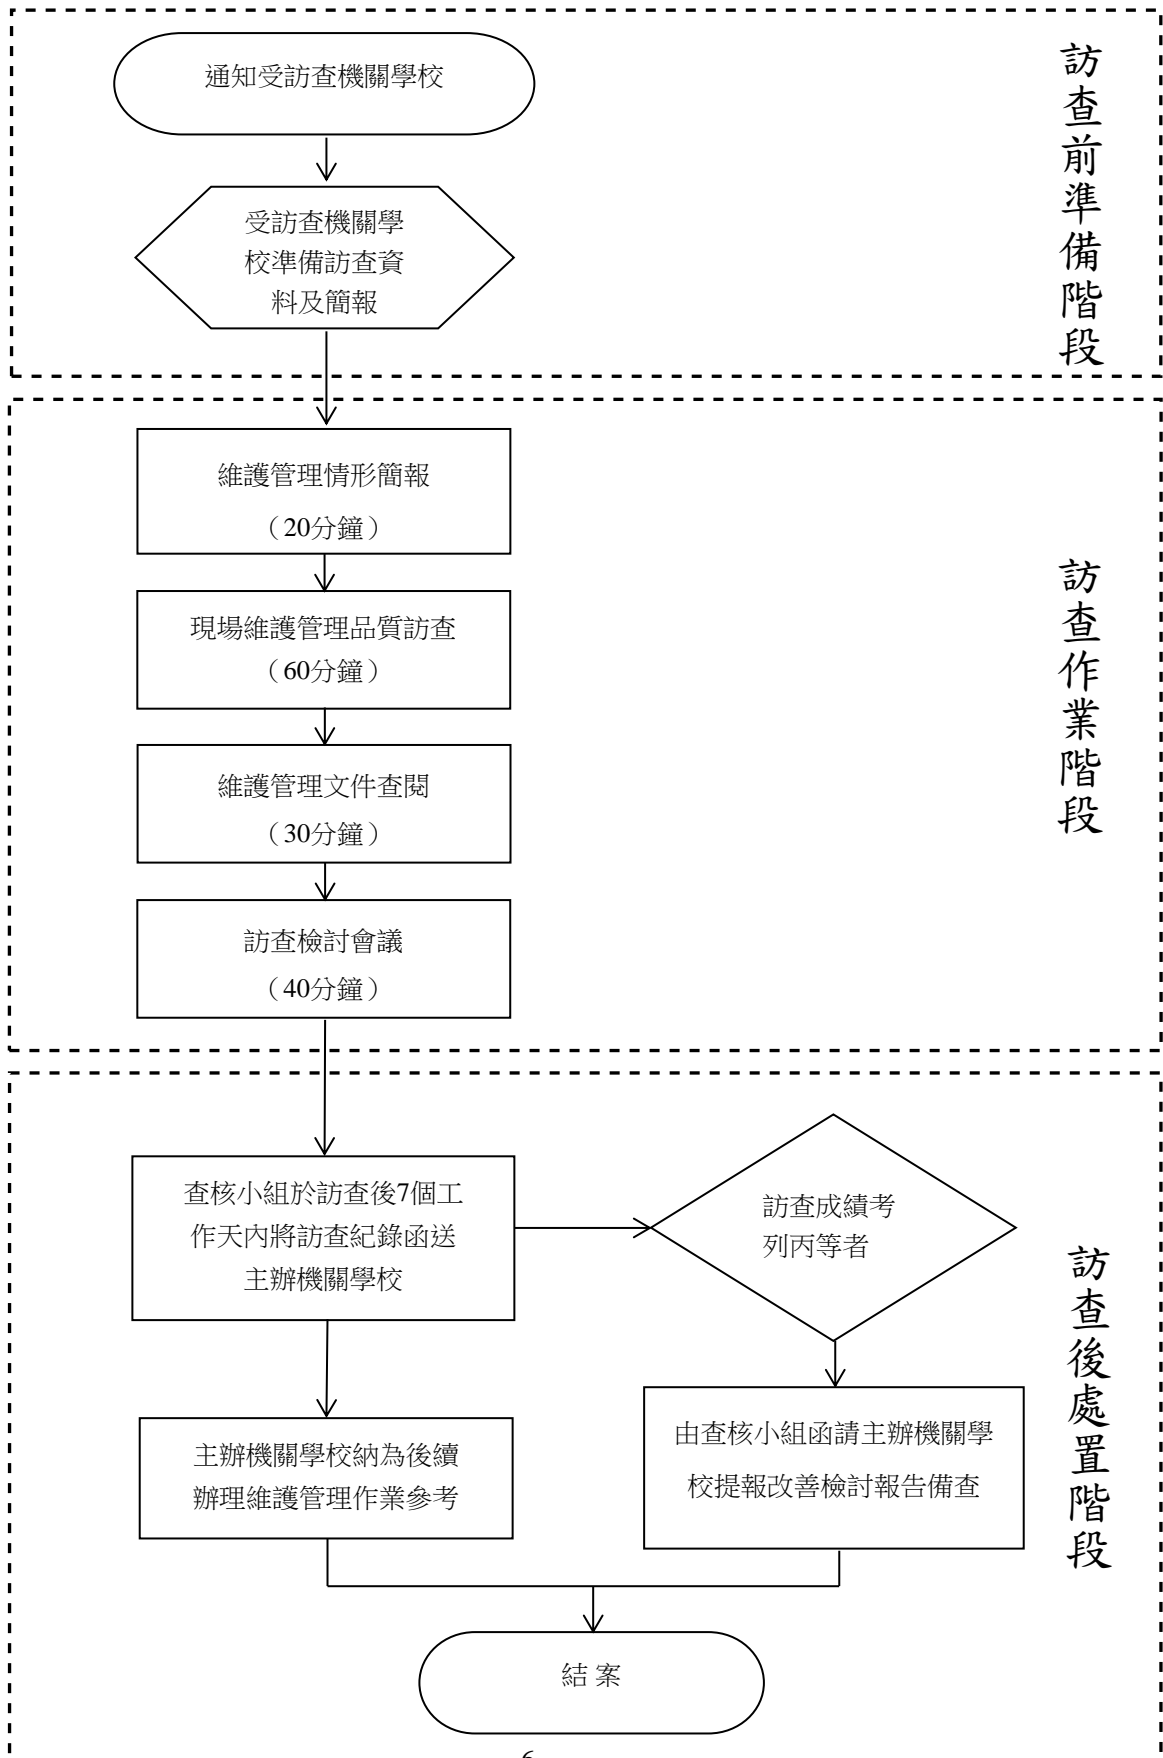 通知受訪查機關學校
受訪查機關學
校準備訪查資
料及簡報
訪查前準備階段
維護管理情形簡報
（20分鐘）
現場維護管理品質訪查
（60分鐘）
維護管理文件查閱
（30分鐘）
訪查檢討會議
（40分鐘）
訪查作業階段
查核小組於訪查後7個工
作天內將訪查紀錄函送
主辦機關學校
訪查成績考
列丙等者
主辦機關學校納為後續
辦理維護管理作業參考
由查核小組函請主辦機關學
校提報改善檢討報告備查
訪查後處置階段
結 案
6